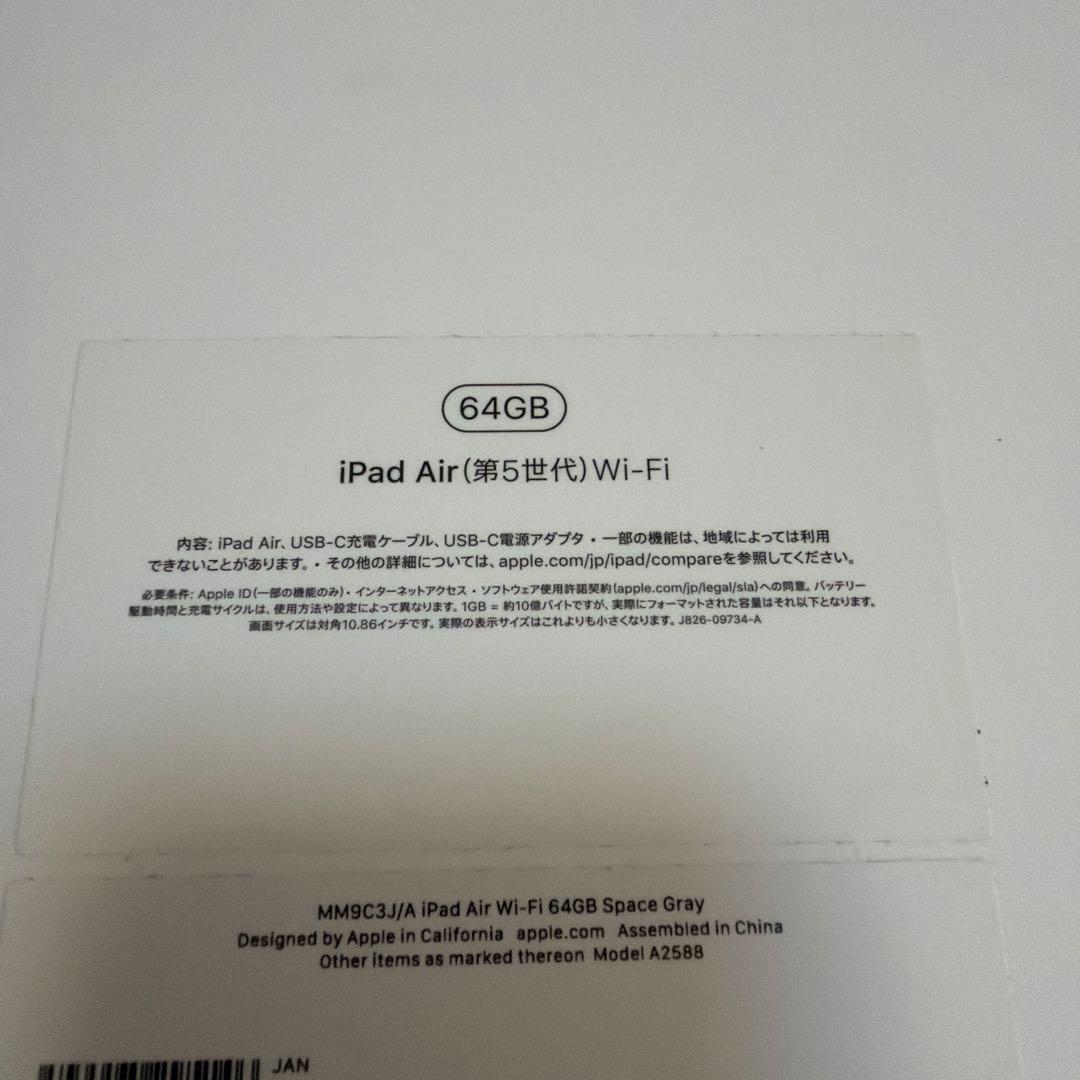 64GB
iPad Air(第5世代)Wi-Fi
内容: iPad Air、USB-C充電ケーブル、USB-C電源アダプタ・一部の機能は、地域によっては利用
できないことがあります。・その他の詳細については、apple.com/jp/ipad/compareを参照してください。
必要条件: Apple ID(一部の機能のみ)・インターネットアクセス・ソフトウェア使用許諾契約(apple.com/jp/legal/sla)への同意。バッテリー
駆動時間と充電サイクルは、使用方法や設定によって異なります。1GB = 約10億バイトですが、実際にフォーマットされた容量はそれ以下となります。
画面サイズは対角10.86インチです。実際の表示サイズはこれよりも小さくなります。J826-09734-A
MM9C3J/A iPad Air Wi-Fi 64GB Space Gray
Designed by Apple in California apple.com Assembled in China
Other items as marked thereon Model A2588
JAN